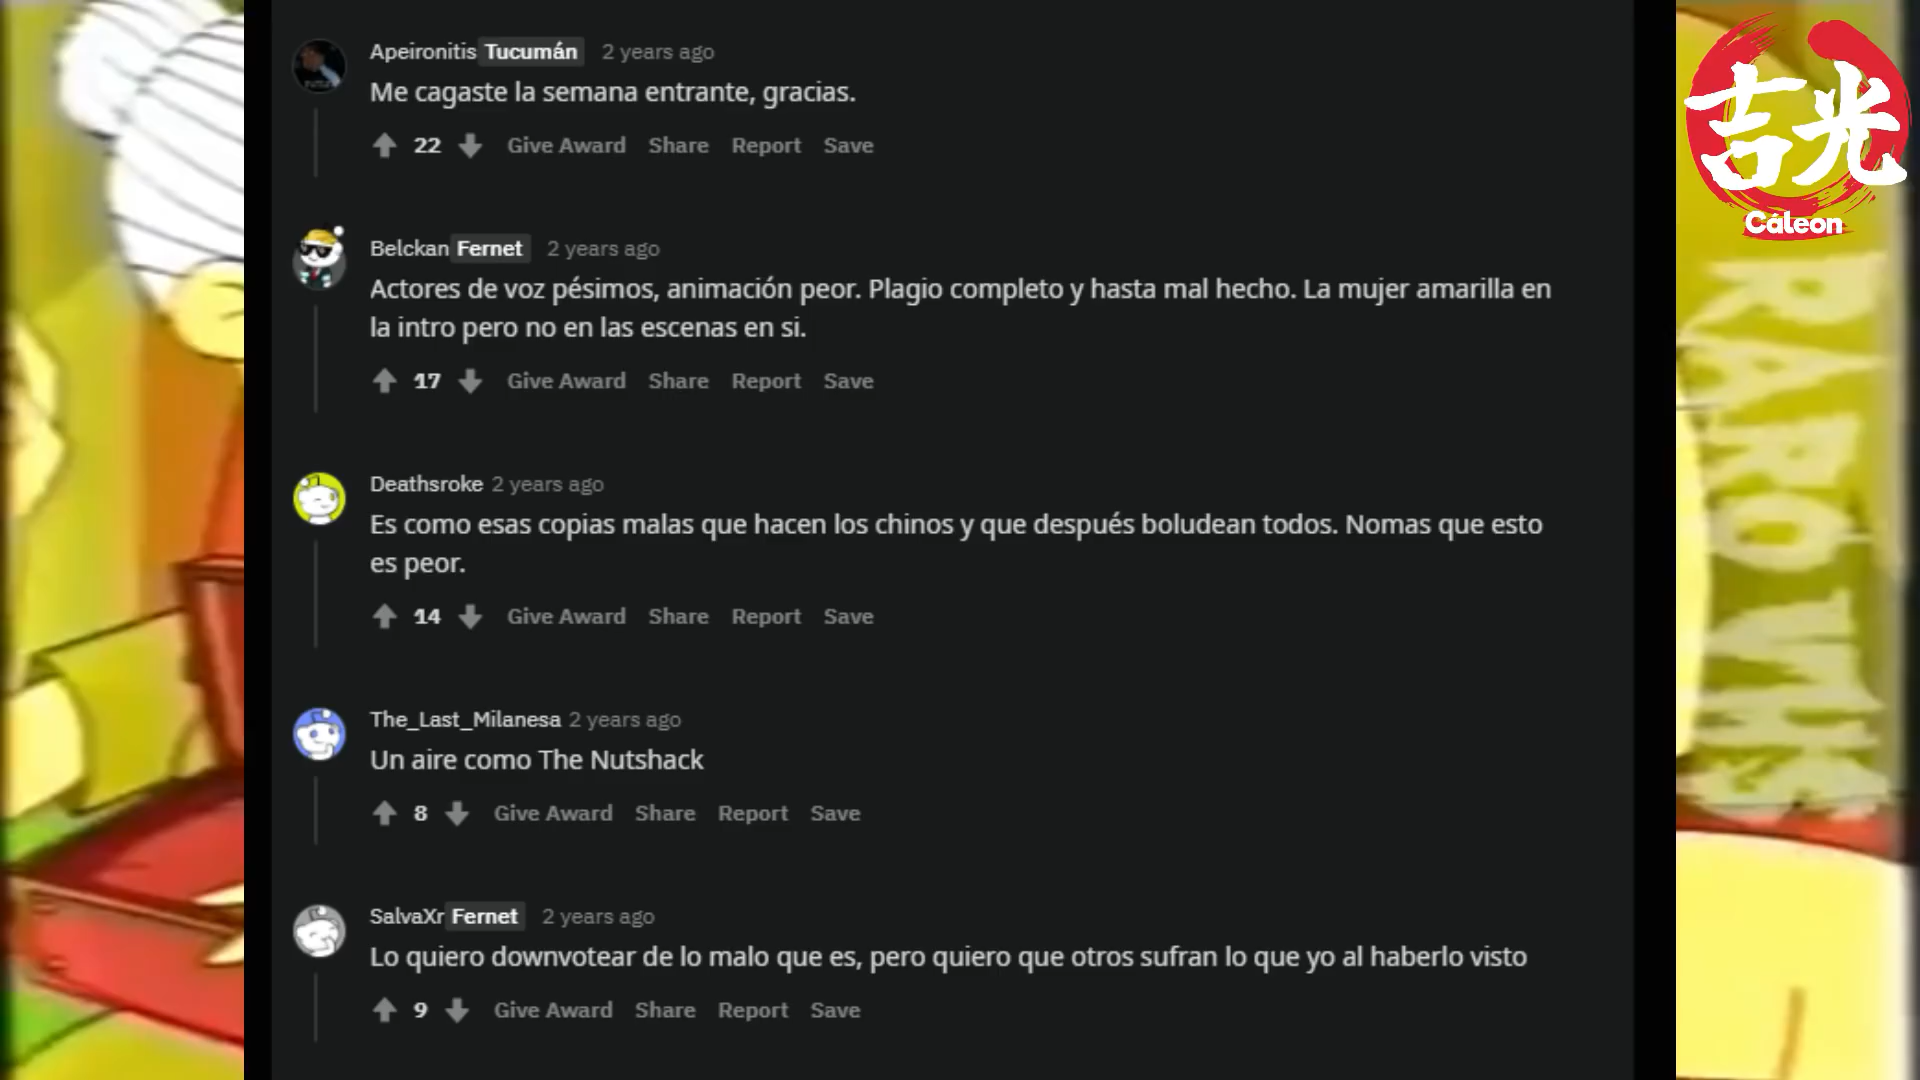 Apeironitis Tucumán 2 years ago
Me cagaste la semana entrante, gracias.
22 Give Award Share Report Save
Belckan Fernet 2 years ago
Actores de voz pésimos, animación peor. Plagio completo y hasta mal hecho. La mujer amarilla en
la intro pero no en las escenas en si.
17 Give Award Share Report Save
Deathsroke 2 years ago
Es como esas copias malas que hacen los chinos y que después boludean todos. Nomas que esto
es peor.
14 Give Award Share Report Save
The_Last_Milanesa 2 years ago
Un aire como The Nutshack
8 Give Award Share Report Save
SalvaXr Fernet 2 years ago
Lo quiero downvotear de lo malo que es, pero quiero que otros sufran lo que yo al haberlo visto
9 Give Award Share Report Save
吉光
Cáleon
RARO VHS